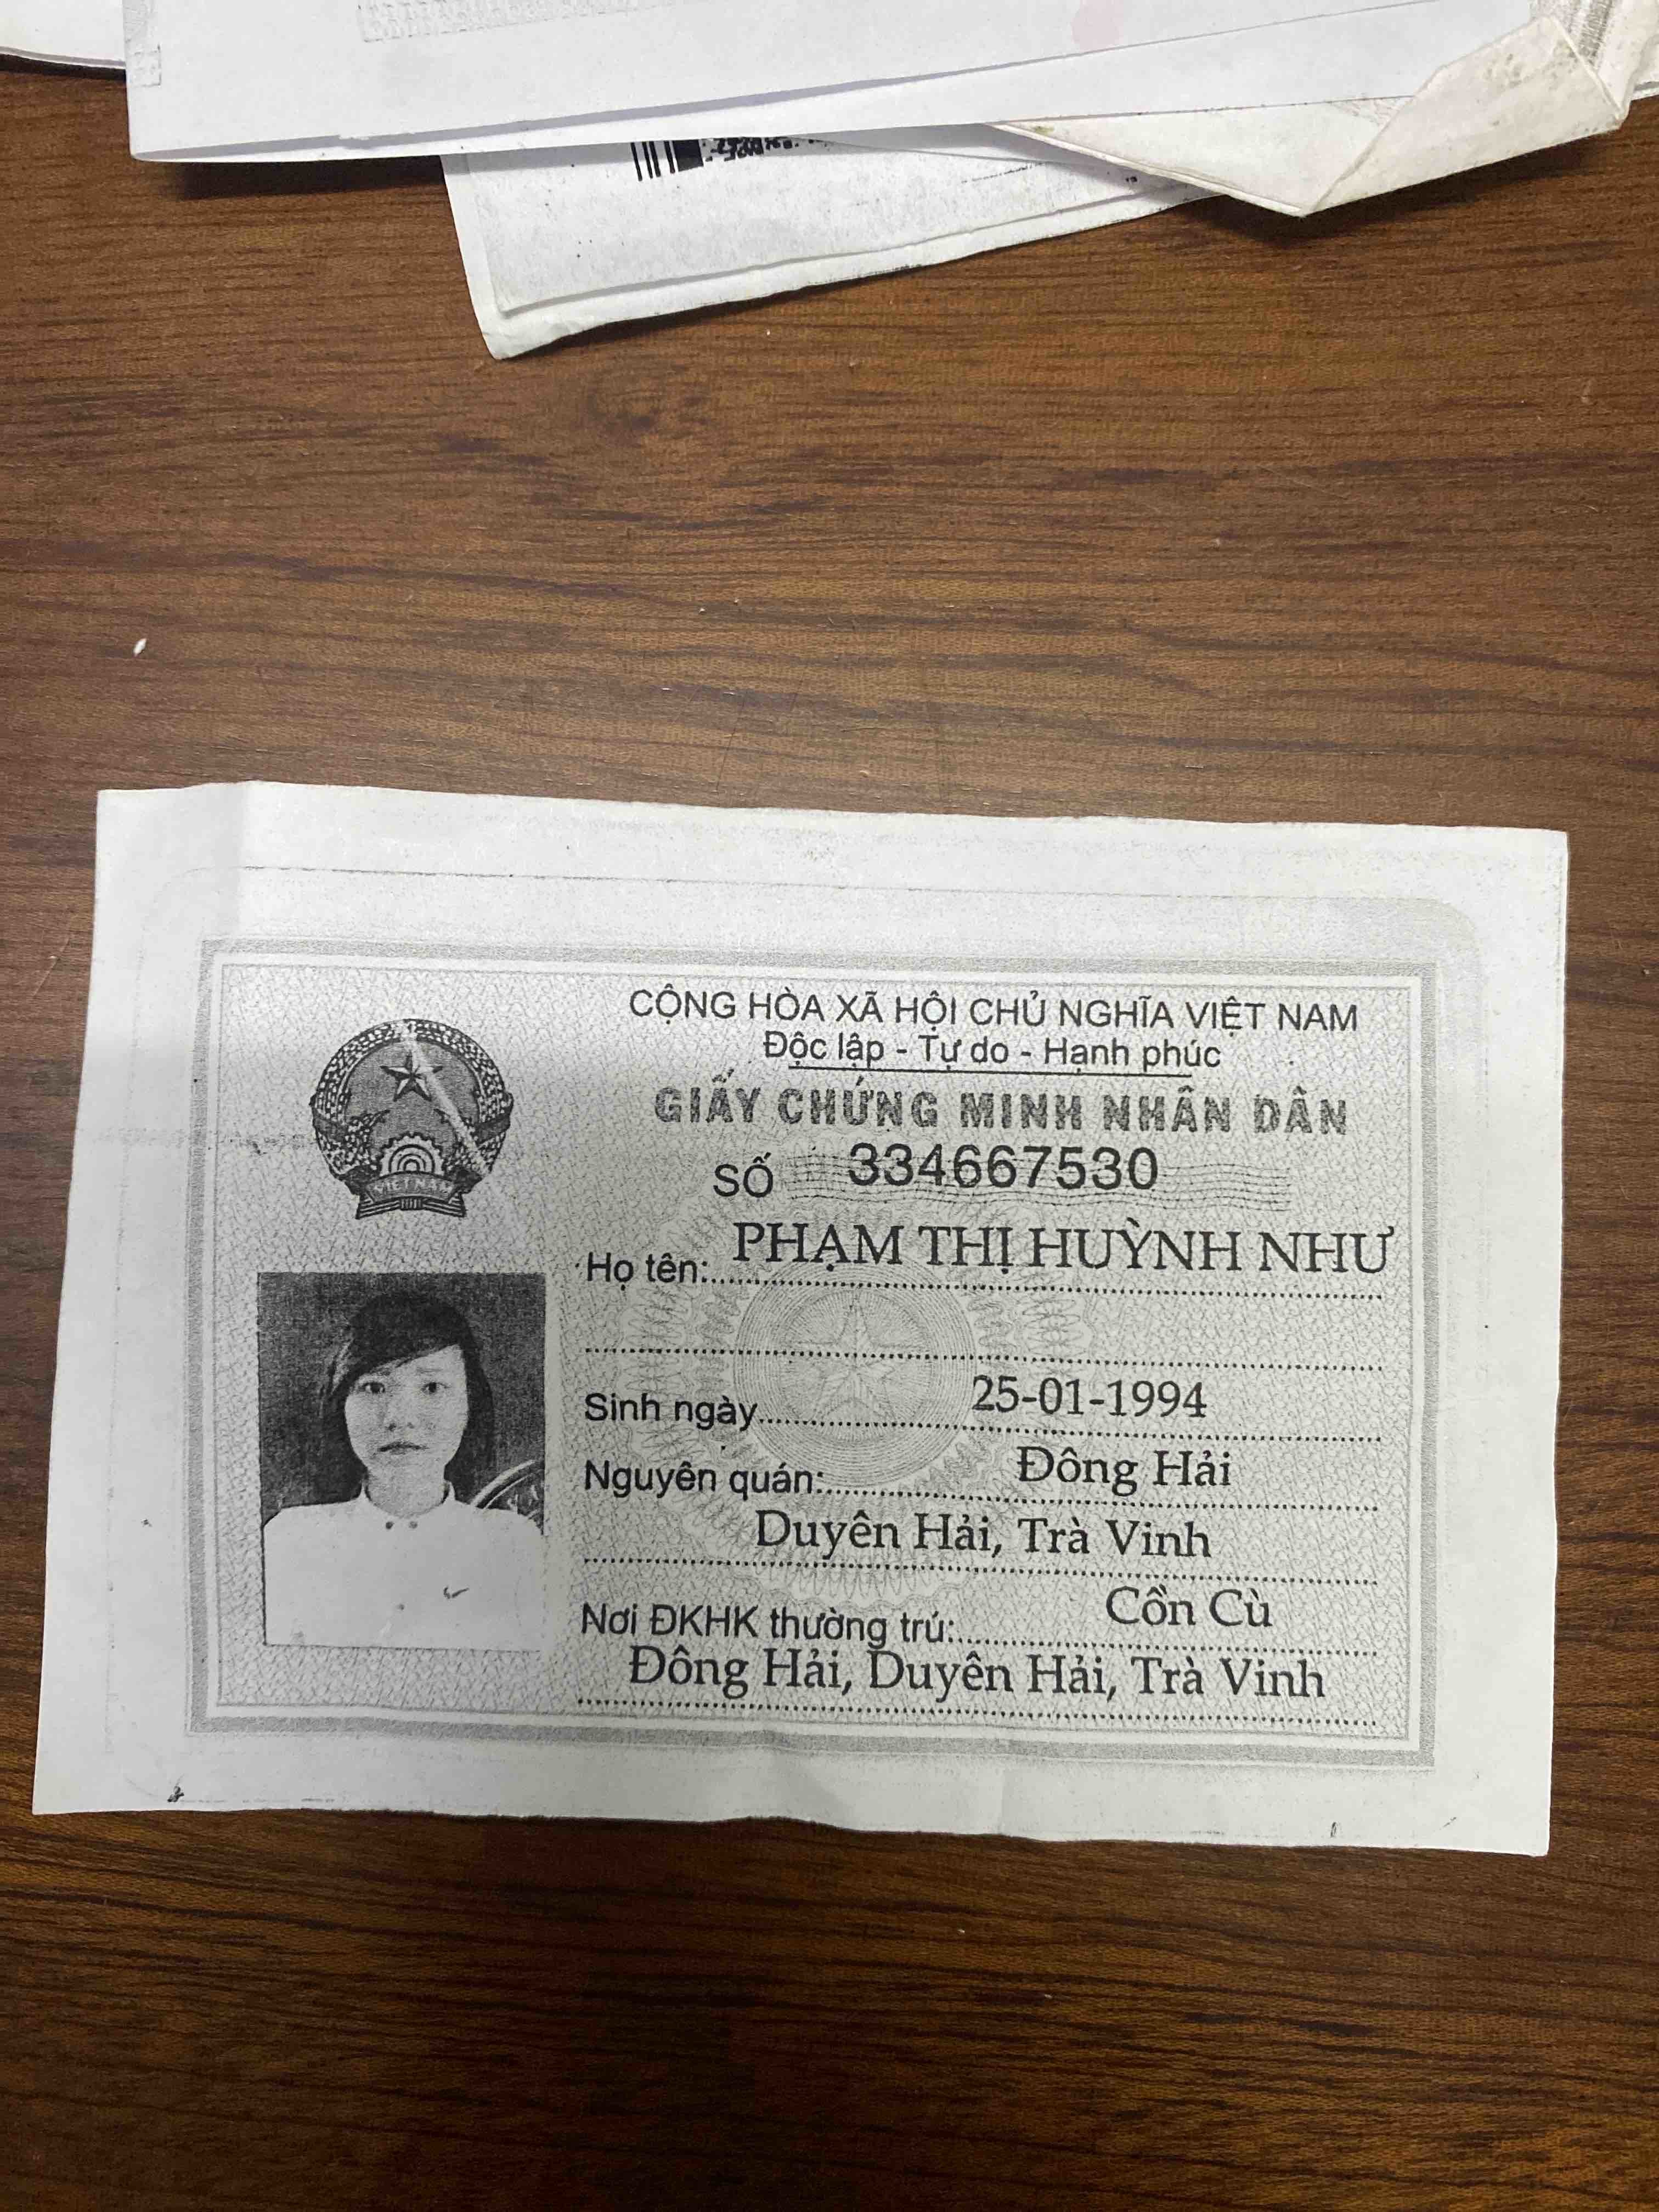 CỘNG HÒA XÃ HỘI CHỦ NGHĨA VIỆT NAM
Độc lập - Tự do - Hạnh phúc
GIẤY CHỨNG MINH NHÂN DÂN
SỐ 334667530
Họ tên: PHẠM THỊ HUỲNH NHƯ
Sinh ngày 25-01-1994
Nguyên quán: Đông Hải
Duyên Hải, Trà Vinh
Nơi ĐKHK thường trú: Cồn Cù
Đông Hải, Duyên Hải, Trà Vinh
VIỆT NAM